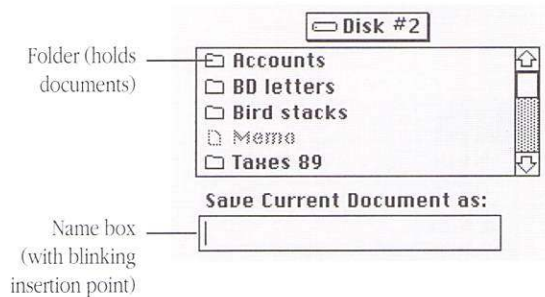 Disk #2
Folder (holds
documents)
Accounts
BD letters
Bird stacks
Memo
Taxes 89
Save Current Document as:
Name box
(with blinking
insertion point)